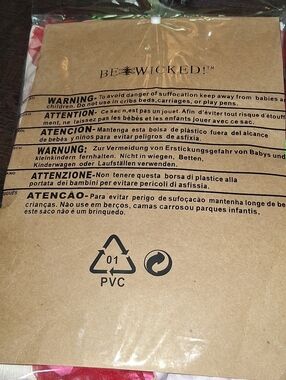 BE WICKED!™
WARNING- To avoid danger of suffocation keep away from babies a
children. Do not use in cribs beds, carriages, or play pens.
ATTENTION- Ce sac n,est pas un jouet. Afin d'éviter tout risque d'étouff
ment, ne laissez pas les bébés et les enfants jouer avec ce sac.
ATENCION- Mantenga esta bolsa de plastico fuera del alcance
de bebés y niños para evitar peligros de asfixia
WARNUNG: Zur Vermeidung von Erstickungsgefahr von Babys und
kleinkindern fernhalten. Nicht in wiegen. Betten.
Kinderwagen oder Laufställen verwenden.
ATTENZIONE- Non tenere questa borsa di plastica alla
portata dei bambini per evitare pericoli di asfissia.
ATENCÃO- Para evitar perigo de sufocação mantenha longe de be
crianças. Não use em berços, camas carrosou parques infantis.
este saco não é um brinquedo.
01
PVC